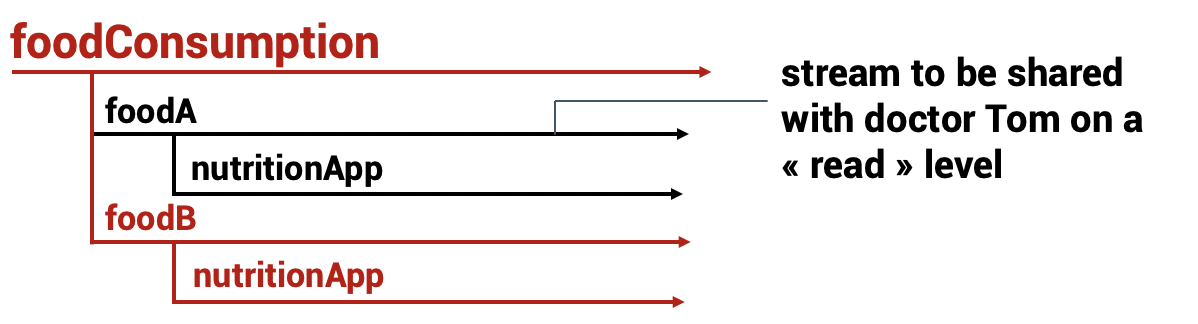 foodConsumption
foodA
nutritionApp
foodB
nutritionApp
stream to be shared
with doctor Tom on a
« read » level